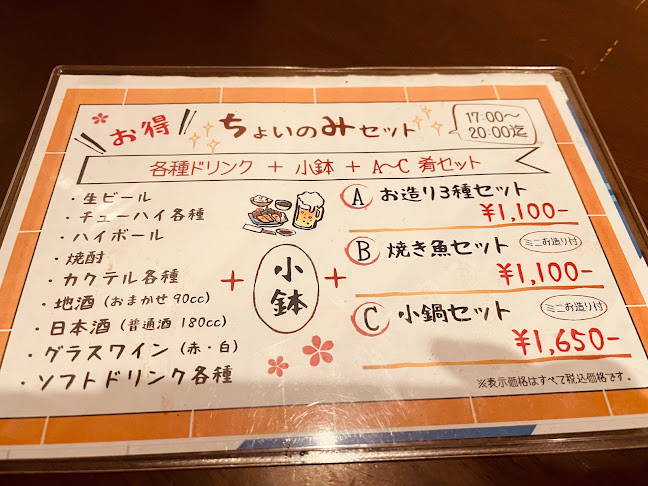 お得 ちょいのみセット
17:00～
20:00迄
各種ドリンク + 小鉢 + A～C 肴セット
・生ビール
・チューハイ各種
・ハイボール
・焼酎
・カクテル各種
・地酒(おまかせ 90cc)
・日本酒(普通酒 180cc)
・グラスワイン(赤・白)
・ソフトドリンク各種
+
小鉢
+
A お造り3種セット
¥1,100-
B 焼き魚セット ミニお造り付
¥1,100-
C 小鍋セット ミニお造り付
¥1,650-
※表示価格はすべて税込価格です。